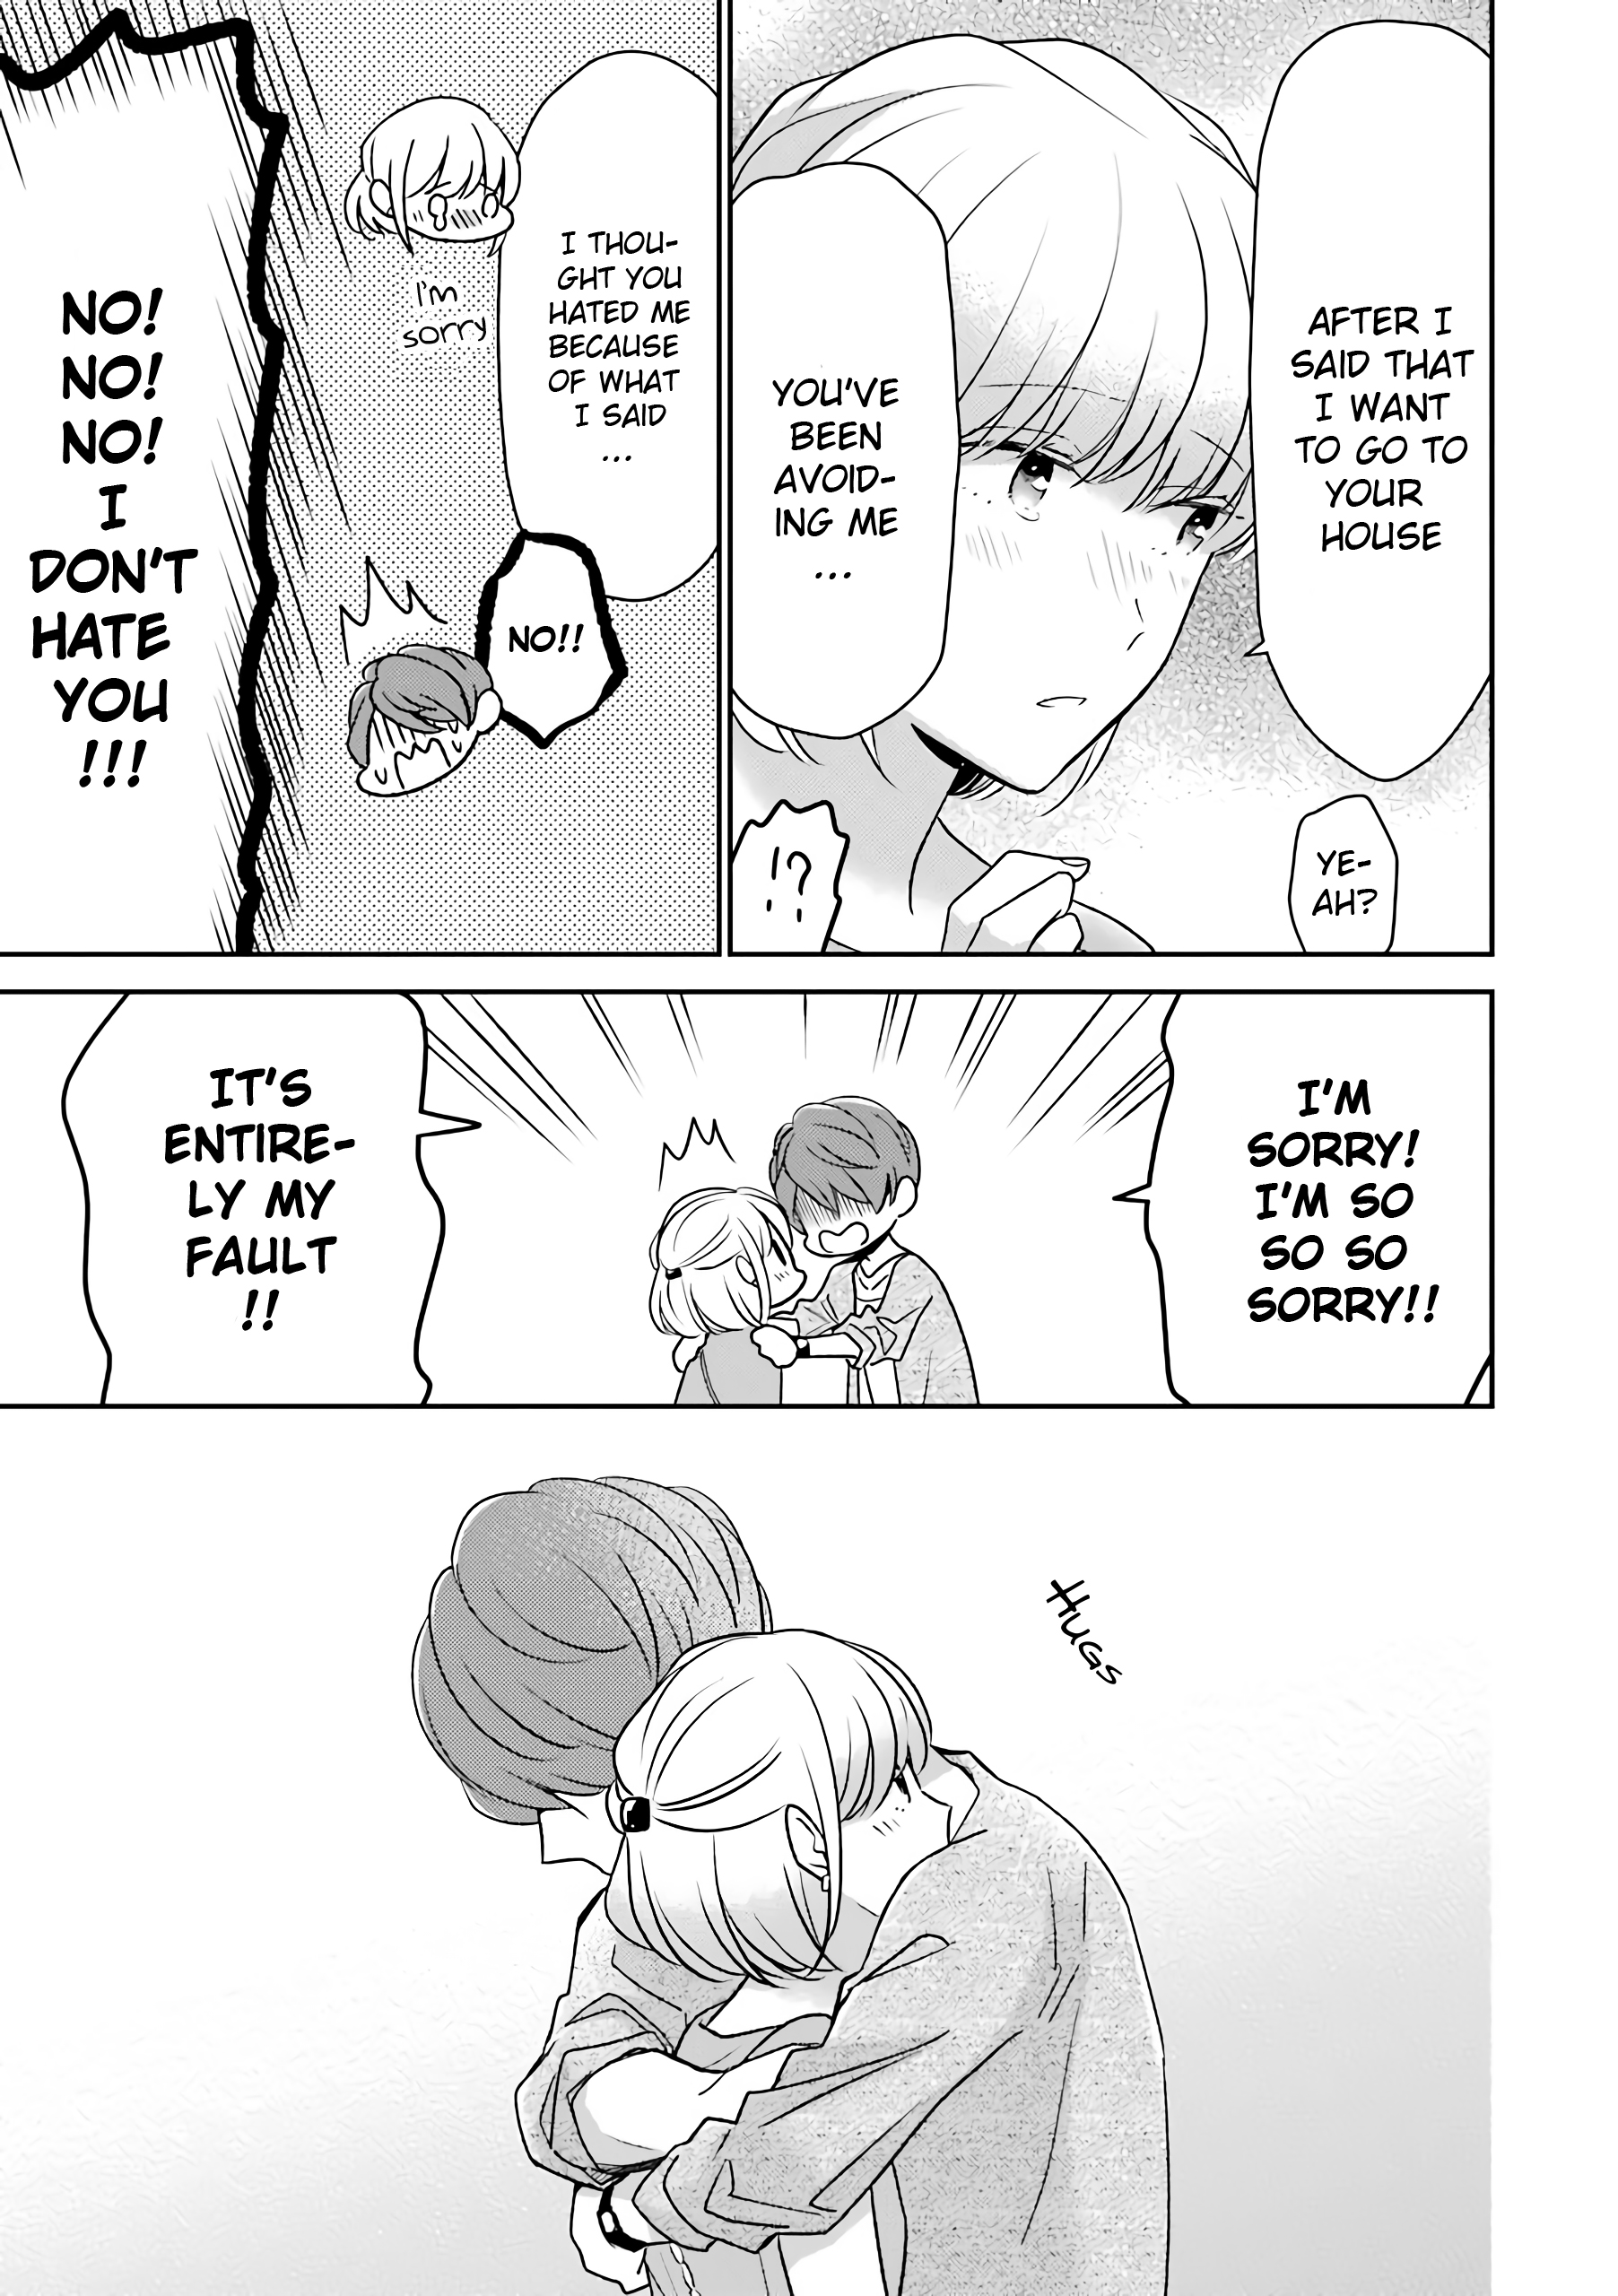 AFTER I
SAID THAT
I WANT
TO GO TO
YOUR
HOUSE
YE-
AH?
YOU'VE
BEEN
AVOID-
ING ME
...
!?
I THOU-
GHT YOU
HATED ME
BECAUSE
OF WHAT
I SAID
...
I'm
sorry
NO!!
NO!
NO!
NO!
I
DON'T
HATE
YOU
!!!
I'M
SORRY!
I'M SO
SO SO
SORRY!!
IT'S
ENTIRE-
LY MY
FAULT
!!
HUGS